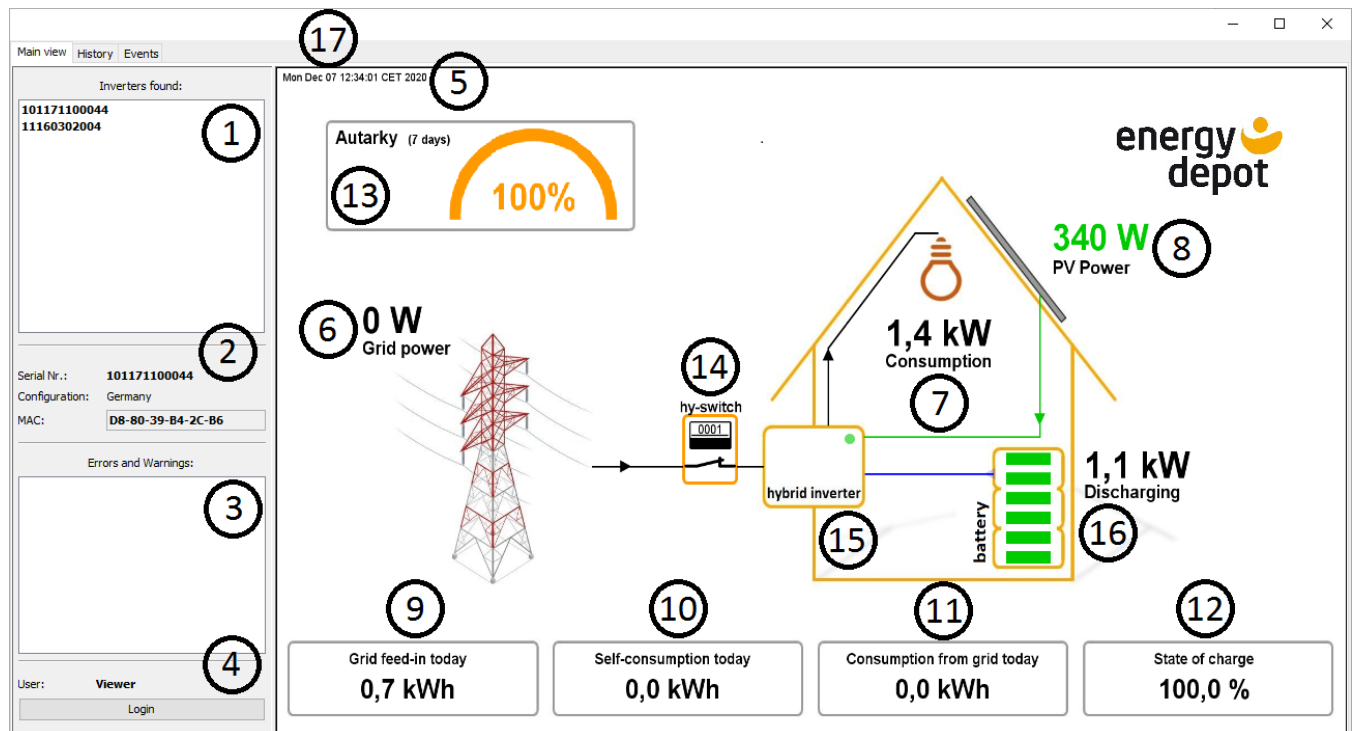 17
Main view History Events
Inverters found:
101171100044
11160302004
1
2
Serial Nr.: 101171100044
Configuration: Germany
MAC: D8-80-39-B4-2C-B6
Errors and Warnings:
3
4
User: Viewer
Login
Mon Dec 07 12:34:01 CET 2020
5
Autarky (7 days)
13
100%
energy
depot
340 W
PV Power
8
6
0 W
Grid power
14
hy-switch
0001
1,4 kW
Consumption
7
hybrid inverter
15
battery
1,1 kW
Discharging
16
9
10
11
12
Grid feed-in today
0,7 kWh
Self-consumption today
0,0 kWh
Consumption from grid today
0,0 kWh
State of charge
100,0 %